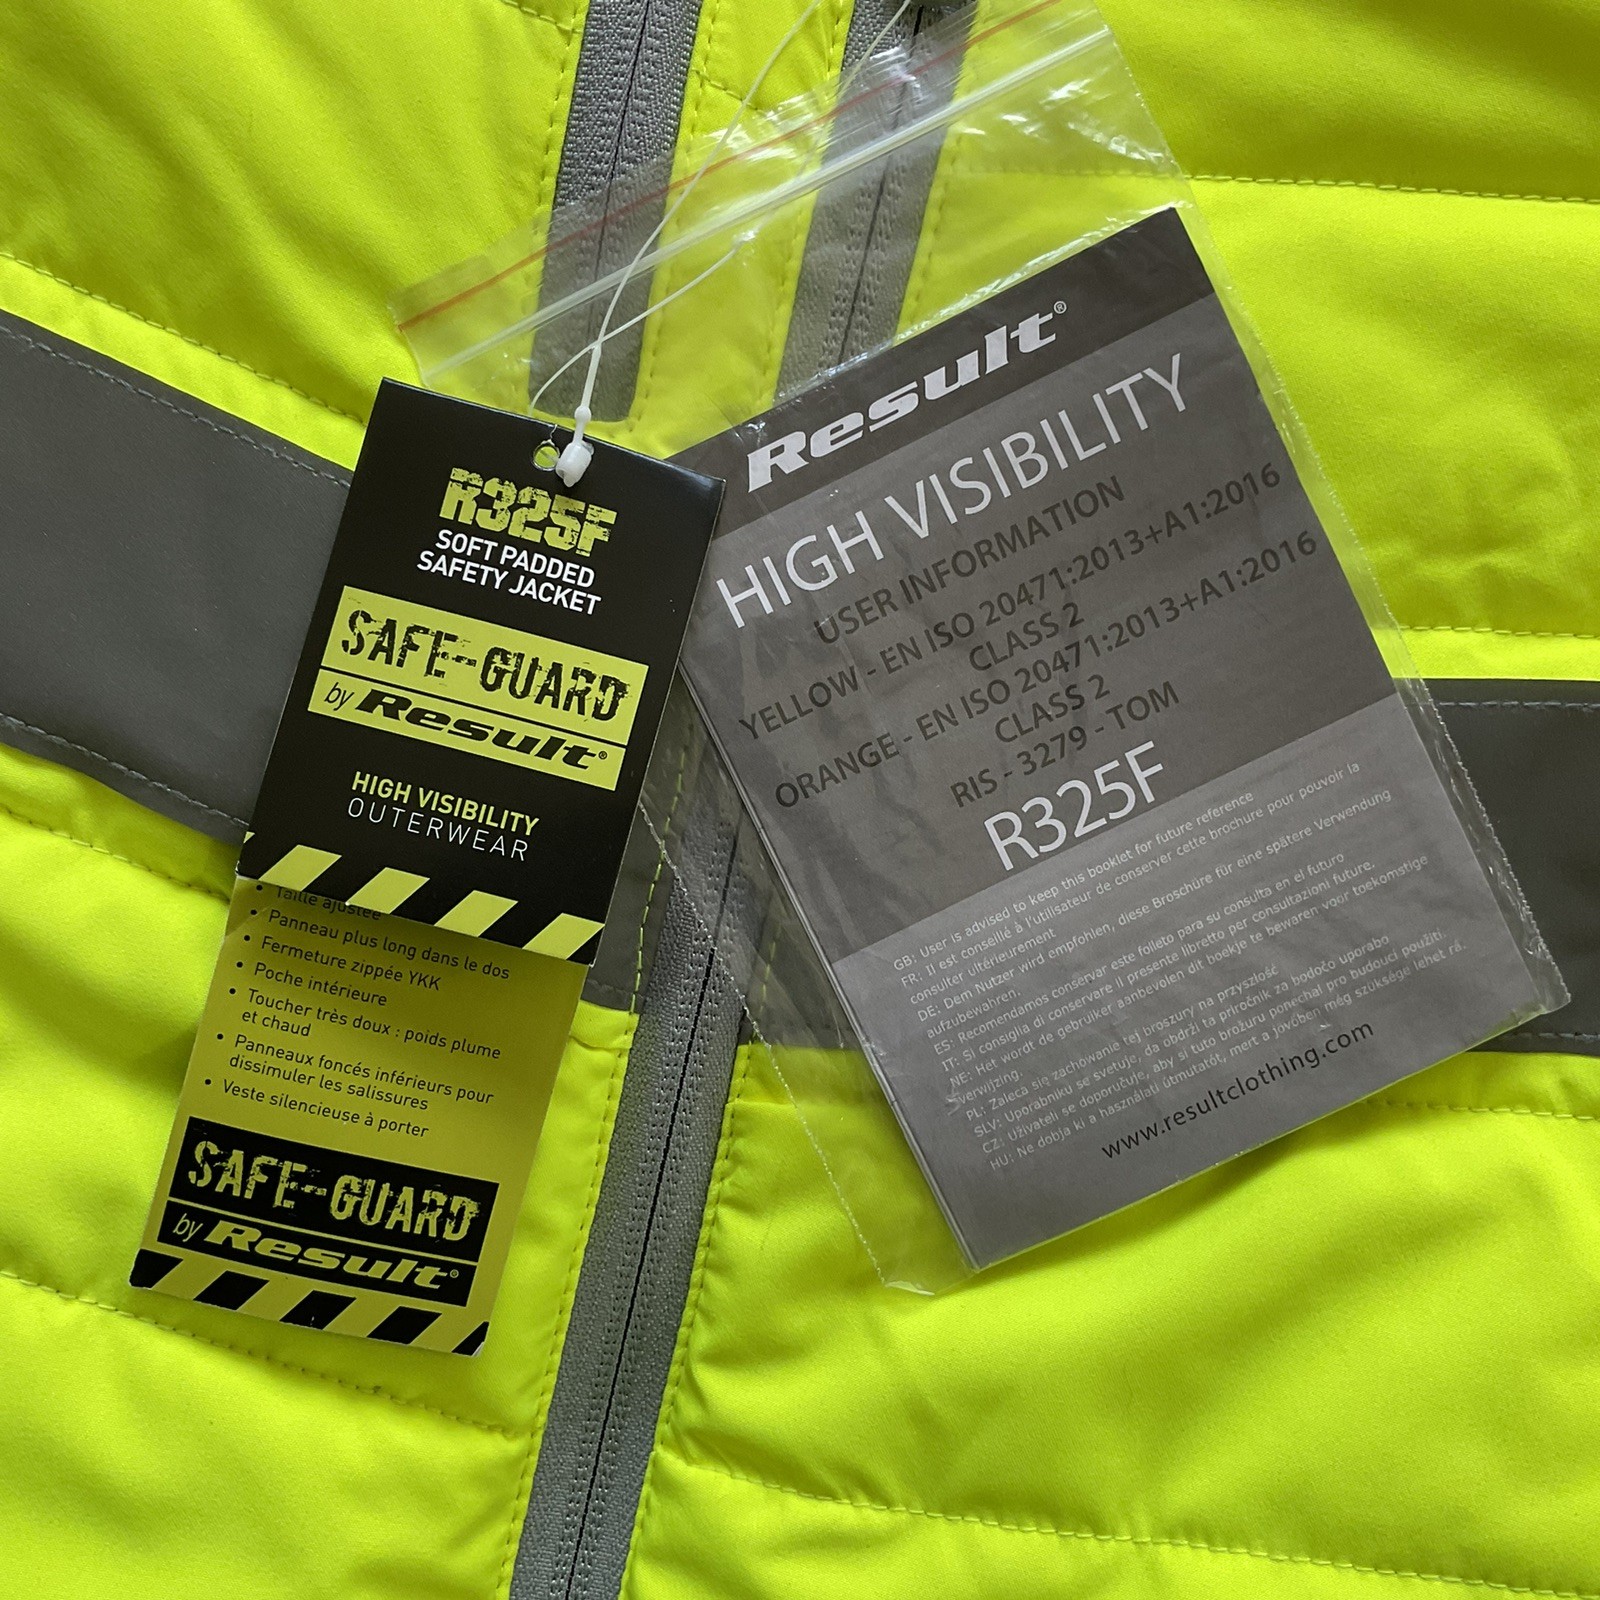 R325F
SOFT PADDED
SAFETY JACKET
SAFE-GUARD
by Result®
HIGH VISIBILITY
OUTERWEAR
• Taille ajustée
• Panneau plus long dans le dos
• Fermeture zippée YKK
• Poche intérieure
• Toucher très doux : poids plume
et chaud
• Panneaux foncés inférieurs pour
dissimuler les salissures
• Veste silencieuse à porter
SAFE-GUARD
by Result®
Result®
HIGH VISIBILITY
USER INFORMATION
YELLOW - EN ISO 20471:2013+A1:2016
CLASS 2
ORANGE - EN ISO 20471:2013+A1:2016
CLASS 2
RIS - 3279 - TOM
R325F
GB: User is advised to keep this booklet for future reference
FR: Il est conseillé à l'utilisateur de conserver cette brochure pour pouvoir la
consulter ultérieurement
DE: Dem Nutzer wird empfohlen, diese Broschüre für eine spätere Verwendung
aufzubewahren.
ES: Recomendamos conservar este folleto para su consulta en el futuro
IT: Si consiglia di conservare il presente libretto per consultazioni future.
NE: Het wordt de gebruiker aanbevolen dit boekje te bewaren voor toekomstige
verwijzing.
PL: Zaleca się zachowanie tej broszury na przyszłość
SLV: Uporabniku se svetuje, da obdrži ta priročnik za bodočo uporabo
CZ: Uživateli se doporučuje, aby si tuto brožuru ponechal pro budoucí použití.
HU: Ne dobja ki a használati útmutatót, mert a jövőben még szüksége lehet rá.
www.resultclothing.com